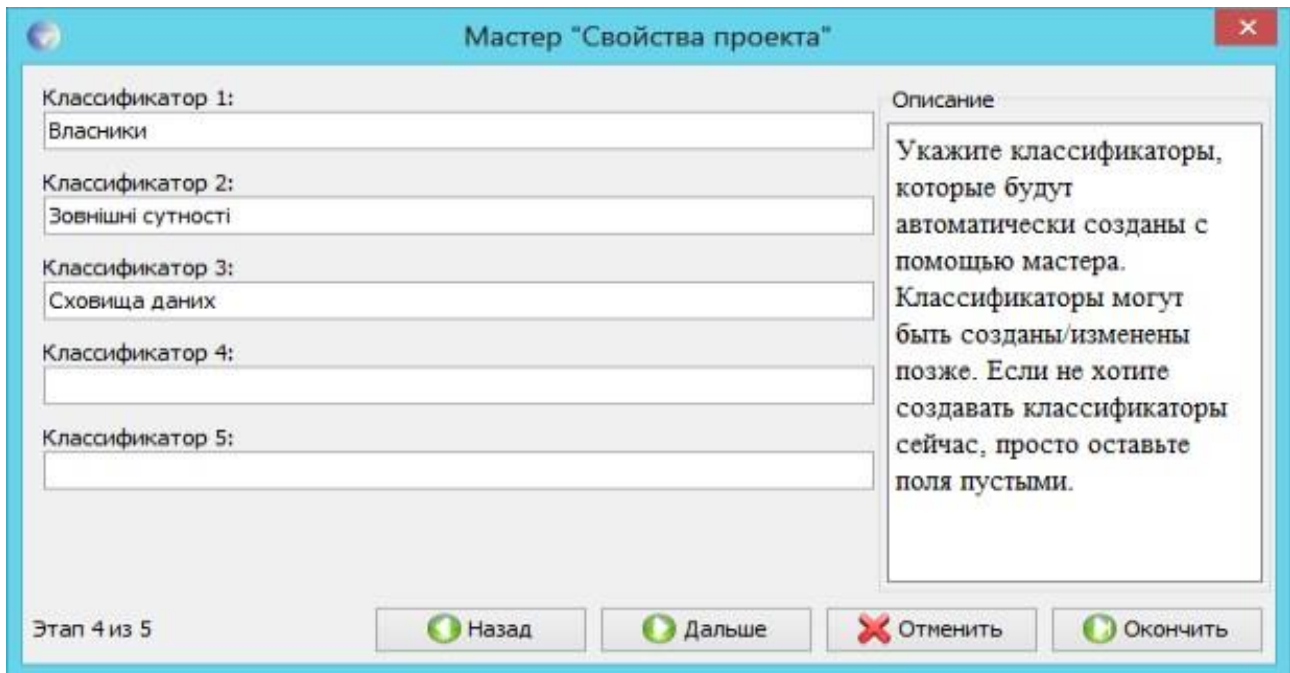 Мастер "Свойства проекта"
Классификатор 1:
Власники
Классификатор 2:
Зовнішні сутності
Классификатор 3:
Сховища даних
Классификатор 4:
Классификатор 5:
Описание
Укажите классификаторы,
которые будут
автоматически созданы с
помощью мастера.
Классификаторы могут
быть созданы/изменены
позже. Если не хотите
создавать классификаторы
сейчас, просто оставьте
поля пустыми.
Этап 4 из 5
Назад
Дальше
Отменить
Окончить